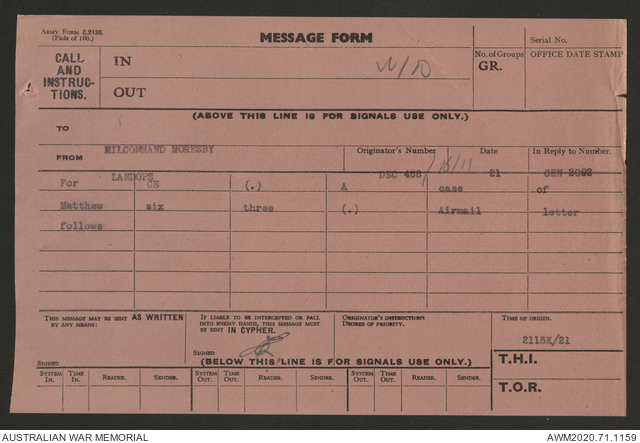 ARMY FORM C.2130.
(Pads of 100.)
MESSAGE FORM
Serial No.
CALL AND INSTRUC- TIONS.
IN
W/D
No. of Groups
GR.
OFFICE DATE STAMP
OUT
(ABOVE THIS LINE IS FOR SIGNALS USE ONLY.)
TO
MILCOMMAND MORESBY
FROM
LANDOPS
Originator's Number
Date
In Reply to Number.
DEC 486
21
GEN 2092
For CE (.) A case of
Matthew six three (.) Airmail letter
follows
THIS MESSAGE MAY BE SENT AS WRITTEN
BY ANY MEANS:
IF LIABLE TO BE INTERCEPTED OR FALL
INTO ENEMY HANDS, THIS MESSAGE MUST
BE SENT IN CYPHER.
ORIGINATOR'S INSTRUCTIONS
DEGREE OF PRIORITY.
TIME OF ORIGIN.
2115K/21
SIGNED
SIGNED
(BELOW THIS LINE IS FOR SIGNALS USE ONLY.)
T.H.I.
SYSTEM IN. TIME IN. READER. SENDER. SYSTEM OUT. TIME OUT. READER. SENDER. SYSTEM OUT. TIME OUT. READER. SENDER.
T.O.R.
AUSTRALIAN WAR MEMORIAL
AWM2020.71.1159